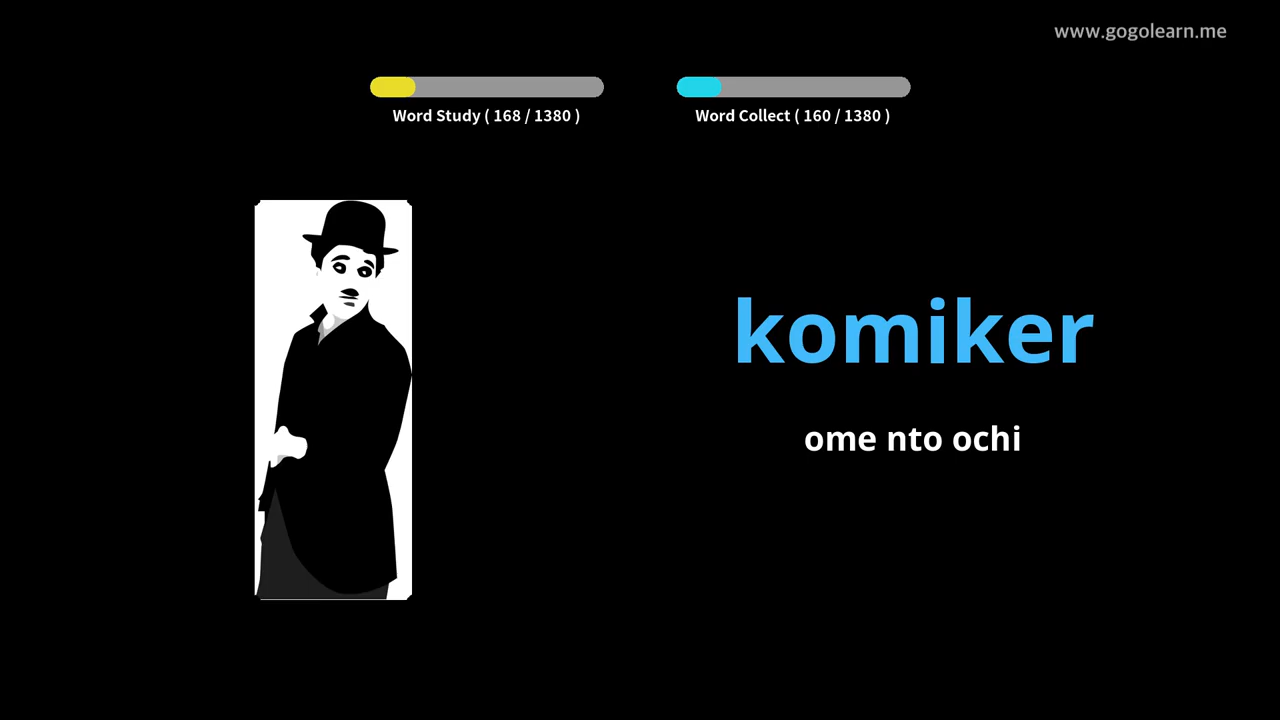 www.gogolearn.me
Word Study ( 168 / 1380 )
Word Collect ( 160 / 1380 )
komiker
ome nto ochi